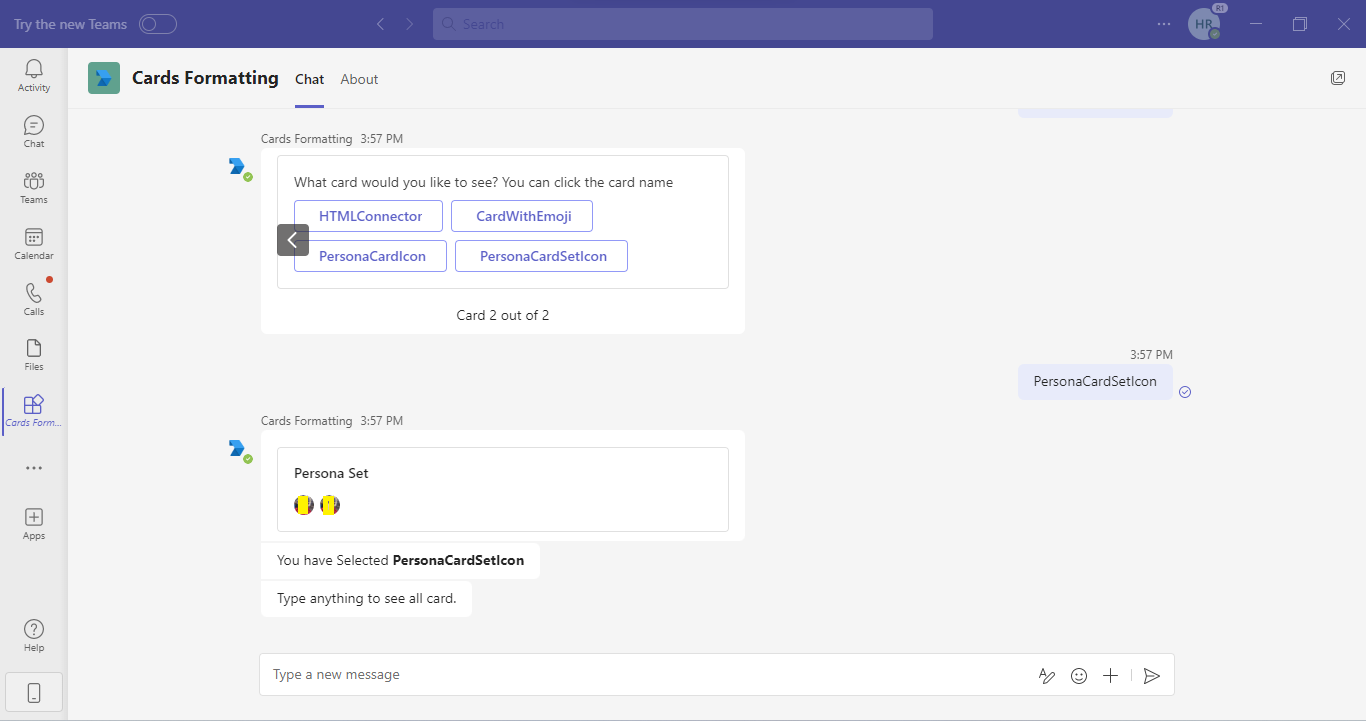 Try the new Teams
Search
HR
R1
Activity
Chat
Teams
Calendar
Calls
Files
Cards Form...
Apps
Help
Cards Formatting
Chat
About
Cards Formatting 3:57 PM
What card would you like to see? You can click the card name
HTMLConnector
CardWithEmoji
PersonaCardIcon
PersonaCardSetIcon
Card 2 out of 2
3:57 PM
PersonaCardSetIcon
Cards Formatting 3:57 PM
Persona Set
You have Selected PersonaCardSetIcon
Type anything to see all card.
Type a new message